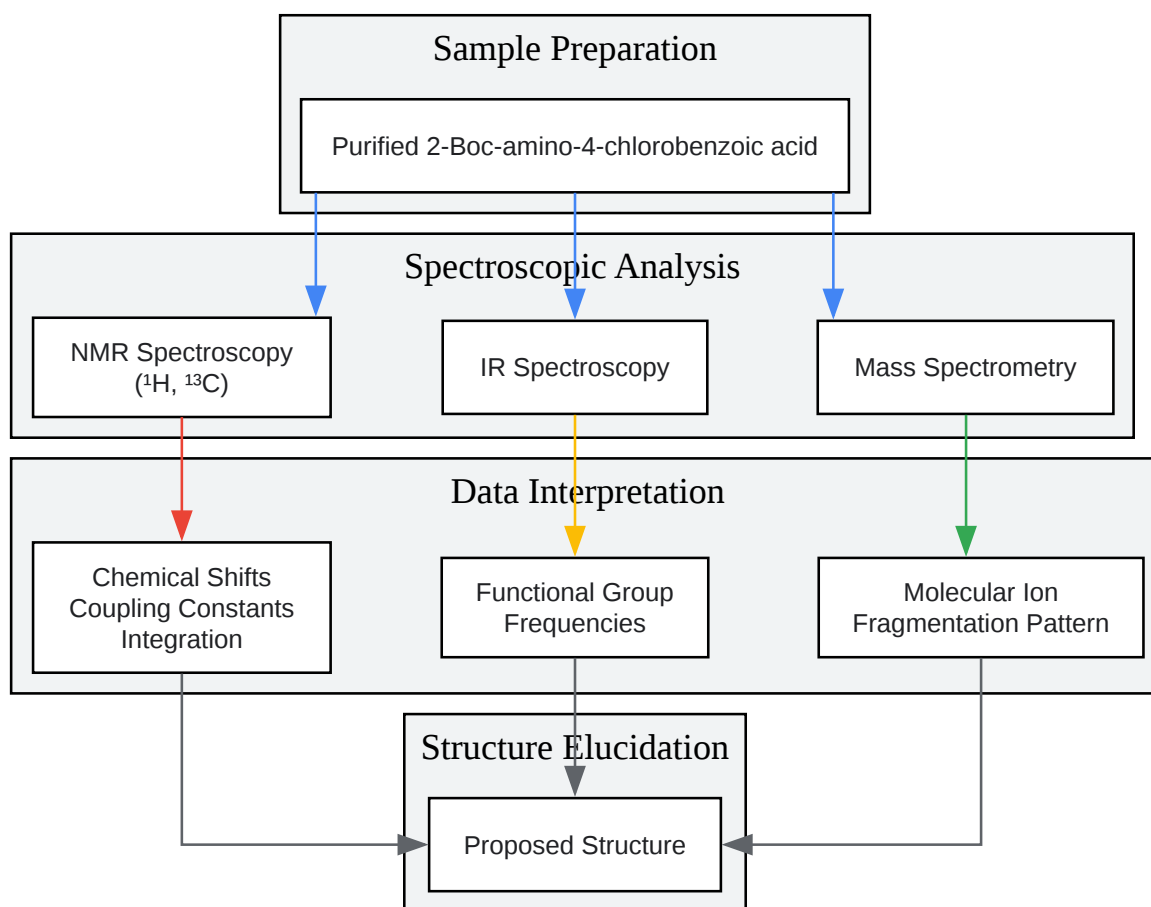 Sample Preparation
Purified 2-Boc-amino-4-chlorobenzoic acid
Spectroscopic Analysis
NMR Spectroscopy
(¹H, ¹³C)
IR Spectroscopy
Mass Spectrometry
Data Interpretation
Chemical Shifts
Coupling Constants
Integration
Functional Group
Frequencies
Molecular Ion
Fragmentation Pattern
Structure Elucidation
Proposed Structure